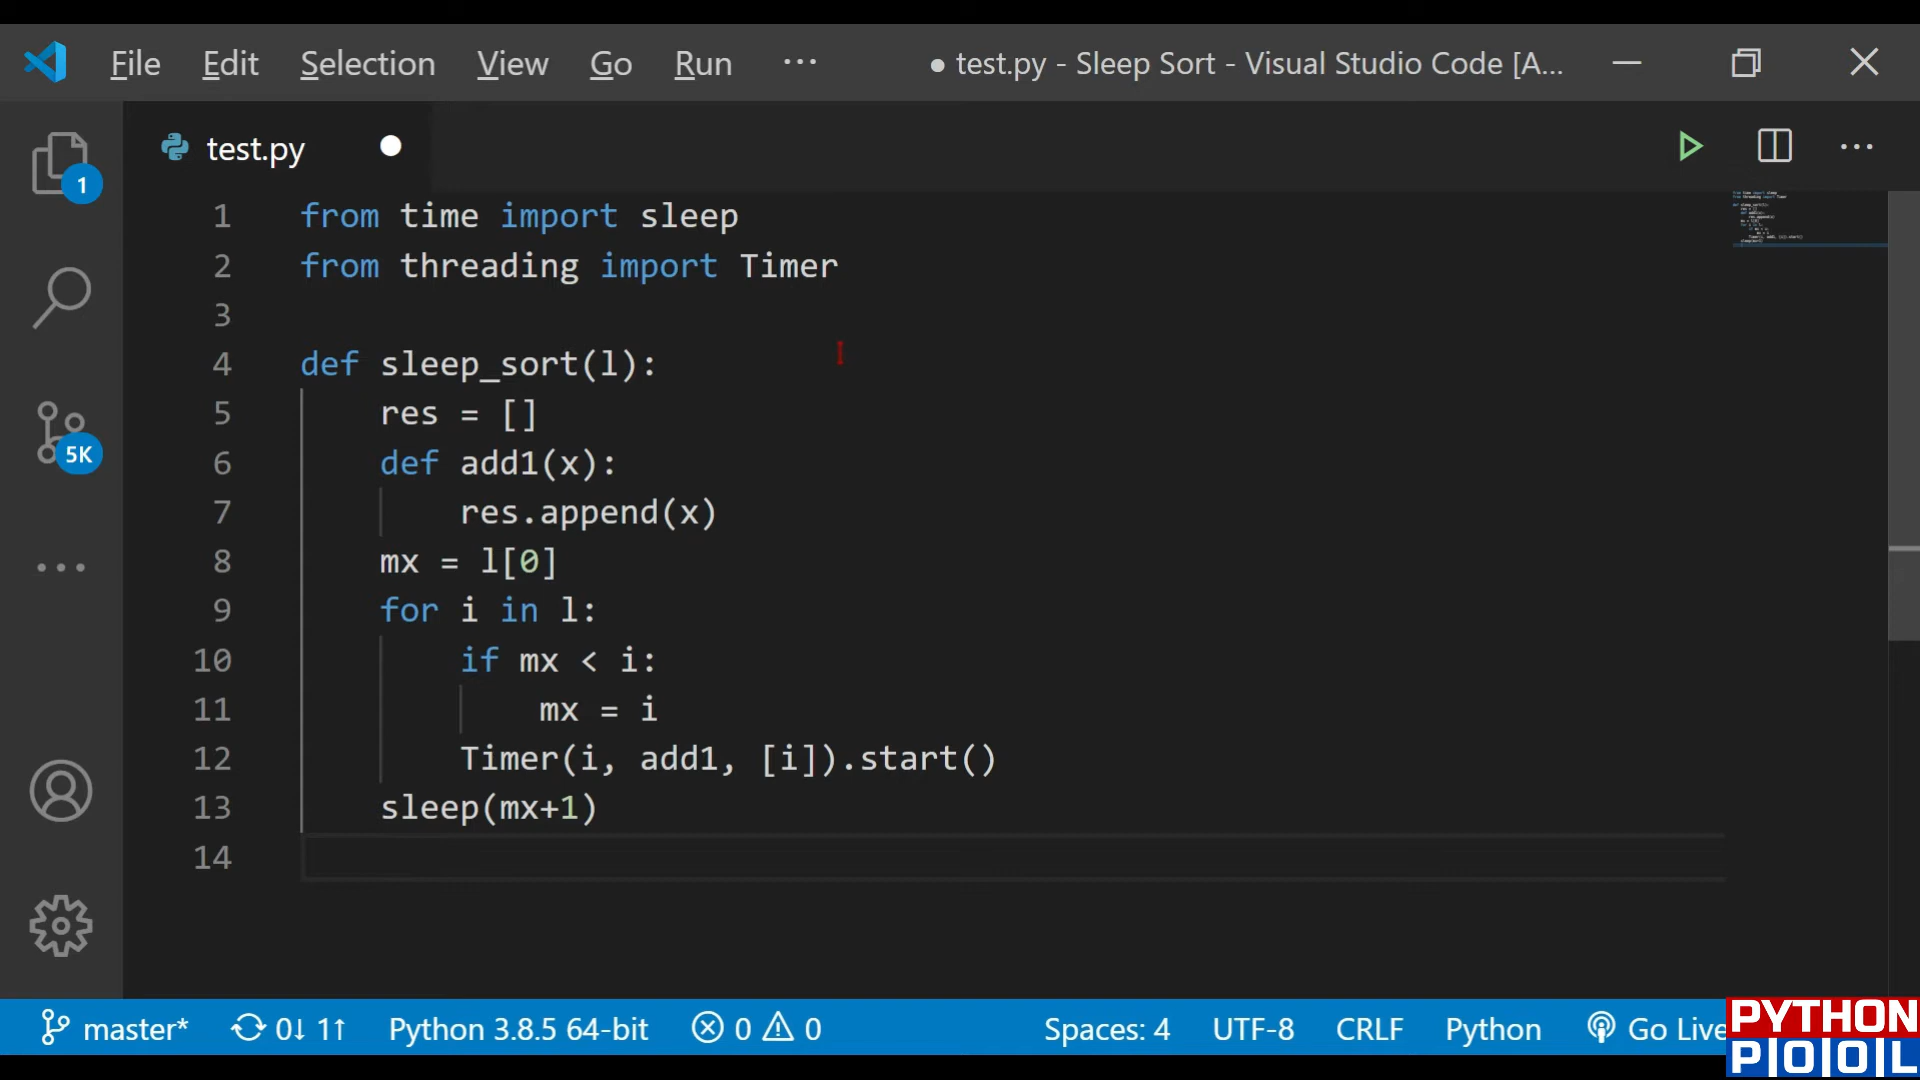 File Edit Selection View Go Run ··· ● test.py - Sleep Sort - Visual Studio Code [A...
test.py
1
5K
1 from time import sleep
2 from threading import Timer
3
4 def sleep_sort(l):
5 res = []
6 def add1(x):
7 res.append(x)
8 mx = l[0]
9 for i in l:
10 if mx < i:
11 mx = i
12 Timer(i, add1, [i]).start()
13 sleep(mx+1)
14
master* 0↓ 1↑ Python 3.8.5 64-bit 0 0 Spaces: 4 UTF-8 CRLF Python Go Live
PYTHON
P|O|O|L